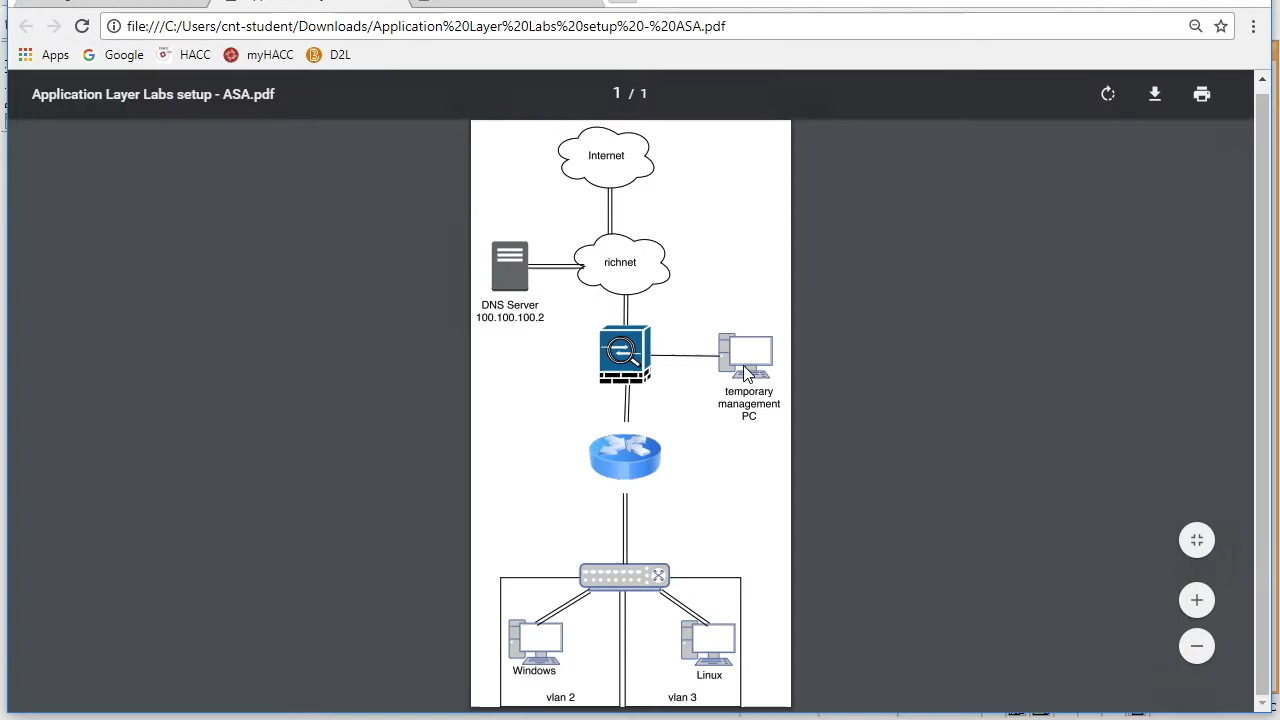 file:///C:/Users/cnt-student/Downloads/Application%20Layer%20Labs%20setup%20-%20ASA.pdf
Apps Google HACC myHACC D2L
Application Layer Labs setup - ASA.pdf
1 / 1
Internet
richnet
DNS Server
100.100.100.2
temporary
management
PC
Windows
Linux
vlan 2
vlan 3